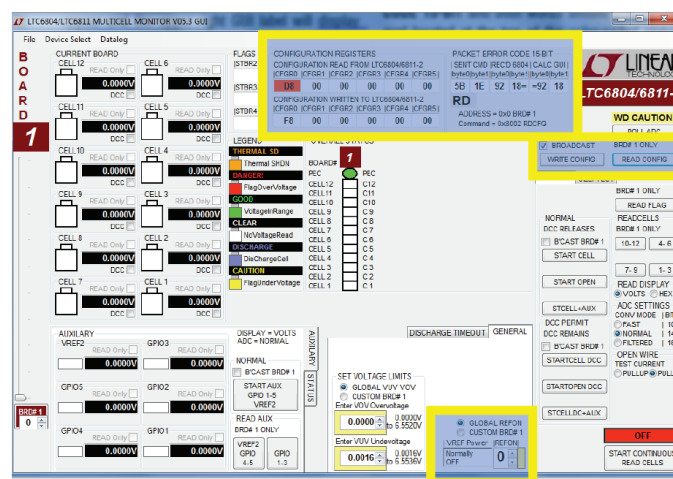 LTC6804/LTC6811 MULTICELL MONITOR V05.3 GUI
File Device Select Datalog
BOARD
1
BRD# 1
0
CURRENT BOARD
CELL 12 READ Only 0.0000V DCC
CELL 6 READ Only 0.0000V DCC
CELL 11 READ Only 0.0000V DCC
CELL 5 READ Only 0.0000V DCC
CELL 10 READ Only 0.0000V DCC
CELL 4 READ Only 0.0000V DCC
CELL 9 READ Only 0.0000V DCC
CELL 3 READ Only 0.0000V DCC
CELL 8 READ Only 0.0000V DCC
CELL 2 READ Only 0.0000V DCC
CELL 7 READ Only 0.0000V DCC
CELL 1 READ Only 0.0000V DCC
FLAGS
|STBR2
|STBR3
|STBR4
CONFIGURATION REGISTERS
CONFIGURATION READ FROM LTC6804/6811-2
|CFGR0 |CFGR1 |CFGR2 |CFGR3 |CFGR4 |CFGR5|
D8 00 00 00 00 00
CONFIGURATION WRITTEN TO LTC6804/6811-2
|CFGR0 |CFGR1 |CFGR2 |CFGR3 |CFGR4 |CFGR5|
F8 00 00 00 00 00
PACKET ERROR CODE 15-BIT
|SENT CMD |RECD 6804| CALC GUI|
|byte0|byte1|byte0|byte1|byte0|byte1
5B 1E 92 18= =92 18
RD
ADDRESS = 0x0 BRD# 1
Command = 0x8002 RDCFG
LEGEND
THERMAL SD
Thermal SHDN
DANGER!
FlagOverVoltage
GOOD
VoltageInRange
CLEAR
NoVoltageRead
DISCHARGE
DisChargeCell
CAUTION
FlagUnderVoltage
OVERALL STATUS
BOARD# 1
PEC PEC
CELL12 C12
CELL11 C11
CELL10 C10
CELL 9 C 9
CELL 8 C 8
CELL 7 C 7
CELL 6 C 6
CELL 5 C 5
CELL 4 C 4
CELL 3 C 3
CELL 2 C 2
CELL 1 C 1
LINEAR
TECHNOLOG
LTC6804/6811-
WD CAUTION
POLL ADC
BROADCAST BRD# 1 ONLY
WRITE CONFIG READ CONFIG
BRD# 1 ONLY
READ FLAG
NORMAL
DCC RELEASES
B'CAST BRD# 1
START CELL
START OPEN
STCELL+AUX
DCC PERMIT
DCC REMAINS
B'CAST BRD# 1
STARTCELL DCC
STARTOPEN DCC
STCELLDC+AUX
READCELLS
BRD# 1 ONLY
10-12 4- 6
7- 9 1- 3
READ DISPLAY
VOLTS HEX
ADC SETTINGS
CONV MODE
FAST
NORMAL
FILTERED
OPEN WIRE
TEST CURRENT
PULLUP PUL
OFF
START CONTINUOUS
READ CELLS
AUXILARY
VREF2 READ Only 0.0000V
GPIO3 READ Only 0.0000V
GPIO5 READ Only 0.0000V
GPIO2 READ Only 0.0000V
GPIO4 READ Only 0.0000V
GPIO1 READ Only 0.0000V
DISPLAY = VOLTS
ADC = NORMAL
NORMAL
B'CAST BRD# 1
START AUX
GPIO 1-5
VREF2
READ AUX
BRD# 1 ONLY
VREF2
GPIO
4-5
GPIO
1-3
AUXILARY
STATUS
DISCHARGE TIMEOUT GENERAL
SET VOLTAGE LIMITS
GLOBAL VUV VOV
CUSTOM BRD# 1
Enter VOV Overvoltage
0.0000 0.0000V
to 6.5520V
Enter VUV Undevoltage
0.0016 0.0016V
to 6.5536V
GLOBAL REFON
CUSTOM BRD# 1
|VREF Power |REFON|
Normally
OFF
0